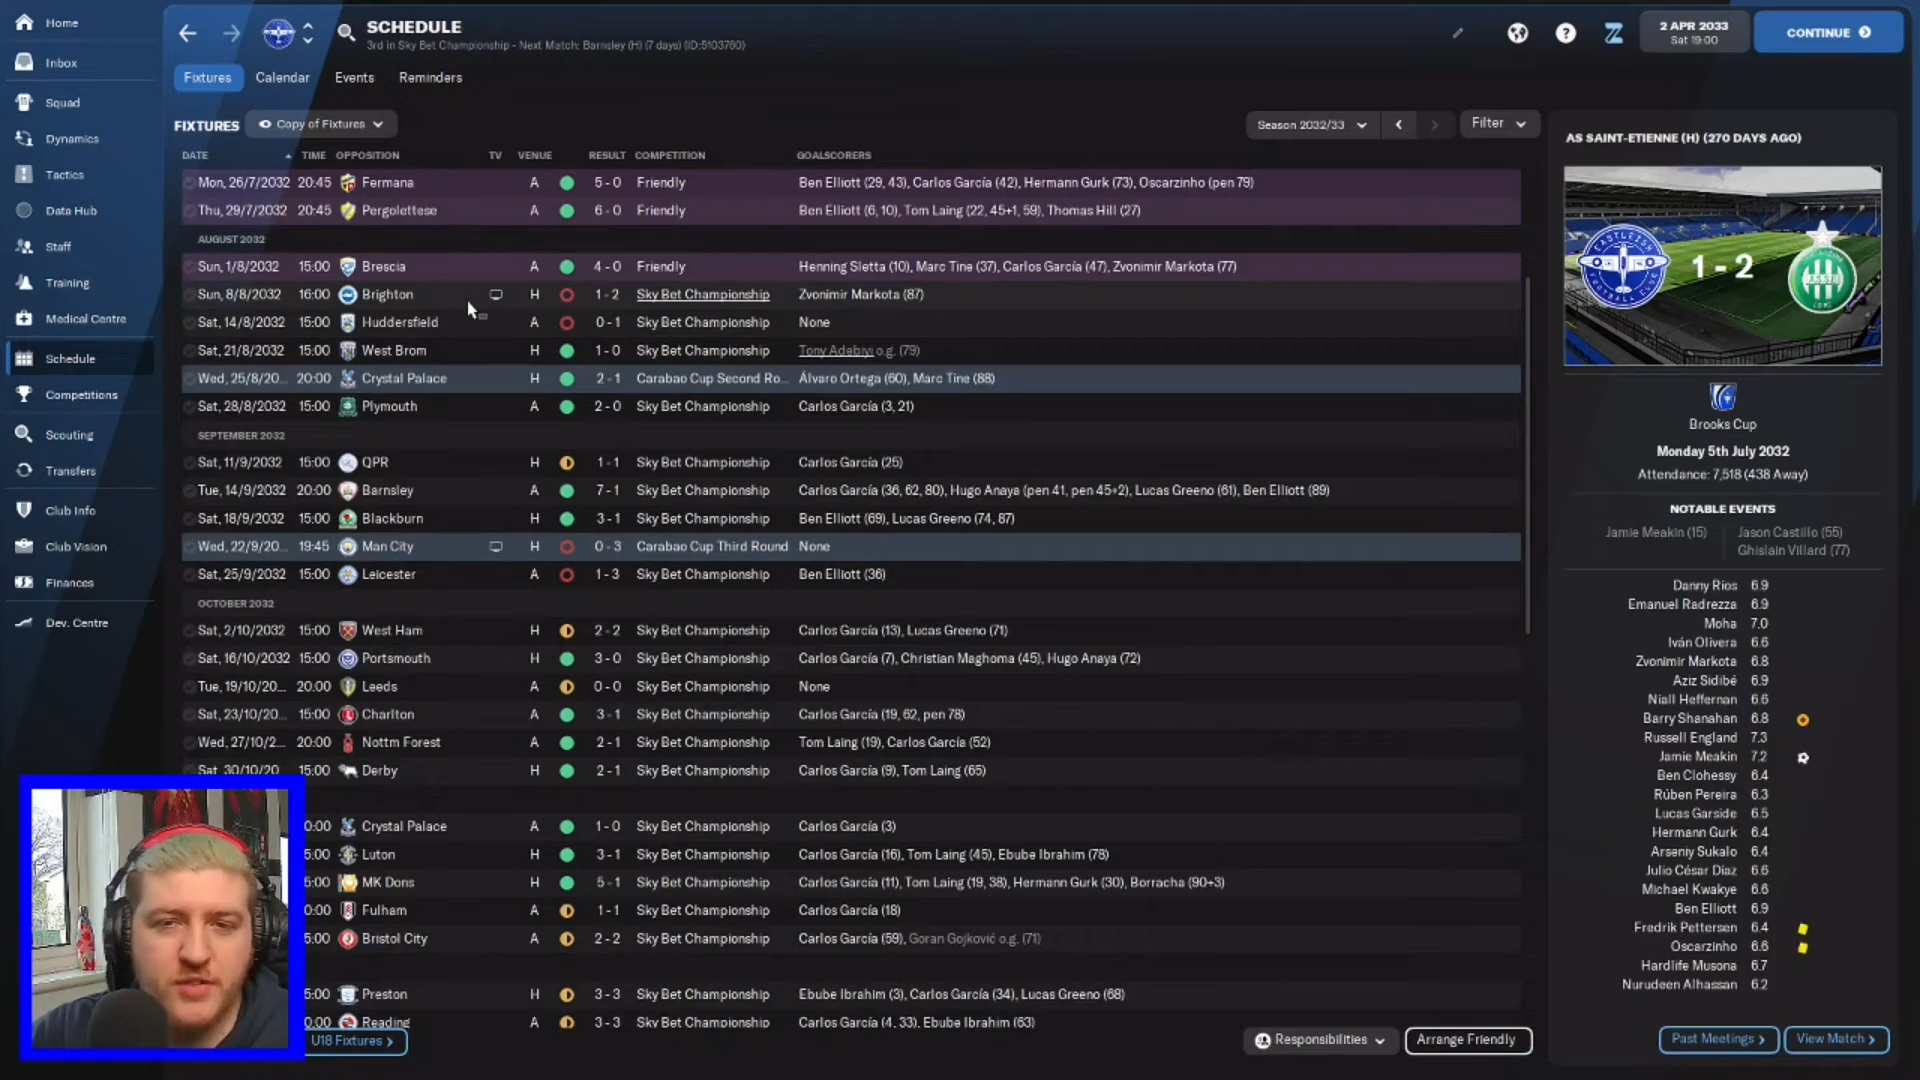 Home
Inbox
Squad
Dynamics
Tactics
Data Hub
Staff
Training
Medical Centre
Schedule
Competitions
Scouting
Transfers
Club Info
Club Vision
Finances
Dev. Centre
SCHEDULE
3rd in Sky Bet Championship - Next Match: Barnsley (H) (7 days) (ID:5103760)
2 APR 2033
Sat 19:00
CONTINUE
Fixtures Calendar Events Reminders
FIXTURES Copy of Fixtures Season 2032/33 Filter
DATE TIME OPPOSITION TV VENUE RESULT COMPETITION GOALSCORERS
Mon, 26/7/2032 20:45 Fermana A 5 - 0 Friendly Ben Elliott (29, 43), Carlos García (42), Hermann Gurk (73), Oscarzinho (pen 79)
Thu, 29/7/2032 20:45 Pergolettese A 6 - 0 Friendly Ben Elliott (6, 10), Tom Laing (22, 45+1, 59), Thomas Hill (27)
AUGUST 2032
Sun, 1/8/2032 15:00 Brescia A 4 - 0 Friendly Henning Sletta (10), Marc Tine (37), Carlos García (47), Zvonimir Markota (77)
Sun, 8/8/2032 16:00 Brighton H 1 - 2 Sky Bet Championship Zvonimir Markota (87)
Sat, 14/8/2032 15:00 Huddersfield A 0 - 1 Sky Bet Championship None
Sat, 21/8/2032 15:00 West Brom H 1 - 0 Sky Bet Championship Tony Adebiyi o.g. (79)
Wed, 25/8/20... 20:00 Crystal Palace H 2 - 1 Carabao Cup Second Ro... Álvaro Ortega (60), Marc Tine (88)
Sat, 28/8/2032 15:00 Plymouth A 2 - 0 Sky Bet Championship Carlos García (3, 21)
SEPTEMBER 2032
Sat, 11/9/2032 15:00 QPR H 1 - 1 Sky Bet Championship Carlos García (25)
Tue, 14/9/2032 20:00 Barnsley A 7 - 1 Sky Bet Championship Carlos García (36, 62, 80), Hugo Anaya (pen 41, pen 45+2), Lucas Greeno (61), Ben Elliott (89)
Sat, 18/9/2032 15:00 Blackburn H 3 - 1 Sky Bet Championship Ben Elliott (69), Lucas Greeno (74, 87)
Wed, 22/9/20... 19:45 Man City H 0 - 3 Carabao Cup Third Round None
Sat, 25/9/2032 15:00 Leicester A 1 - 3 Sky Bet Championship Ben Elliott (36)
OCTOBER 2032
Sat, 2/10/2032 15:00 West Ham H 2 - 2 Sky Bet Championship Carlos García (13), Lucas Greeno (71)
Sat, 16/10/2032 15:00 Portsmouth H 3 - 0 Sky Bet Championship Carlos García (7), Christian Maghoma (45), Hugo Anaya (72)
Tue, 19/10/20... 20:00 Leeds A 0 - 0 Sky Bet Championship None
Sat, 23/10/20... 15:00 Charlton A 3 - 1 Sky Bet Championship Carlos García (19, 62, pen 78)
Wed, 27/10/2... 20:00 Nottm Forest A 2 - 1 Sky Bet Championship Tom Laing (19), Carlos García (52)
Sat, 30/10/20... 15:00 Derby H 2 - 1 Sky Bet Championship Carlos García (9), Tom Laing (65)
0:00 Crystal Palace A 1 - 0 Sky Bet Championship Carlos García (3)
5:00 Luton H 3 - 1 Sky Bet Championship Carlos García (16), Tom Laing (45), Ebube Ibrahim (78)
5:00 MK Dons H 5 - 1 Sky Bet Championship Carlos García (11), Tom Laing (19, 38), Hermann Gurk (30), Borracha (90+3)
0:00 Fulham A 1 - 1 Sky Bet Championship Carlos García (18)
5:00 Bristol City A 2 - 2 Sky Bet Championship Carlos García (59), Goran Gojković o.g. (71)
5:00 Preston H 3 - 3 Sky Bet Championship Ebube Ibrahim (3), Carlos García (34), Lucas Greeno (68)
0:00 Reading A 3 - 3 Sky Bet Championship Carlos García (4, 33), Ebube Ibrahim (63)
U18 Fixtures Responsibilities Arrange Friendly
AS SAINT-ETIENNE (H) (270 DAYS AGO)
1 - 2
Brooks Cup
Monday 5th July 2032
Attendance: 7,518 (438 Away)
NOTABLE EVENTS
Jamie Meakin (15) Jason Castillo (55)
Ghislain Villard (77)
Danny Rios 6.9
Emanuel Radrezza 6.9
Moha 7.0
Iván Olivera 6.6
Zvonimir Markota 6.8
Aziz Sidibé 6.9
Niall Heffernan 6.6
Barry Shanahan 6.8
Russell England 7.3
Jamie Meakin 7.2
Ben Clohessy 6.4
Rúben Pereira 6.3
Lucas Garside 6.5
Hermann Gurk 6.4
Arseniy Sukalo 6.4
Julio César Díaz 6.6
Michael Kwakye 6.6
Ben Elliott 6.9
Fredrik Pettersen 6.4
Oscarzinho 6.6
Hardlife Musona 6.7
Nurudeen Alhassan 6.2
Past Meetings View Match